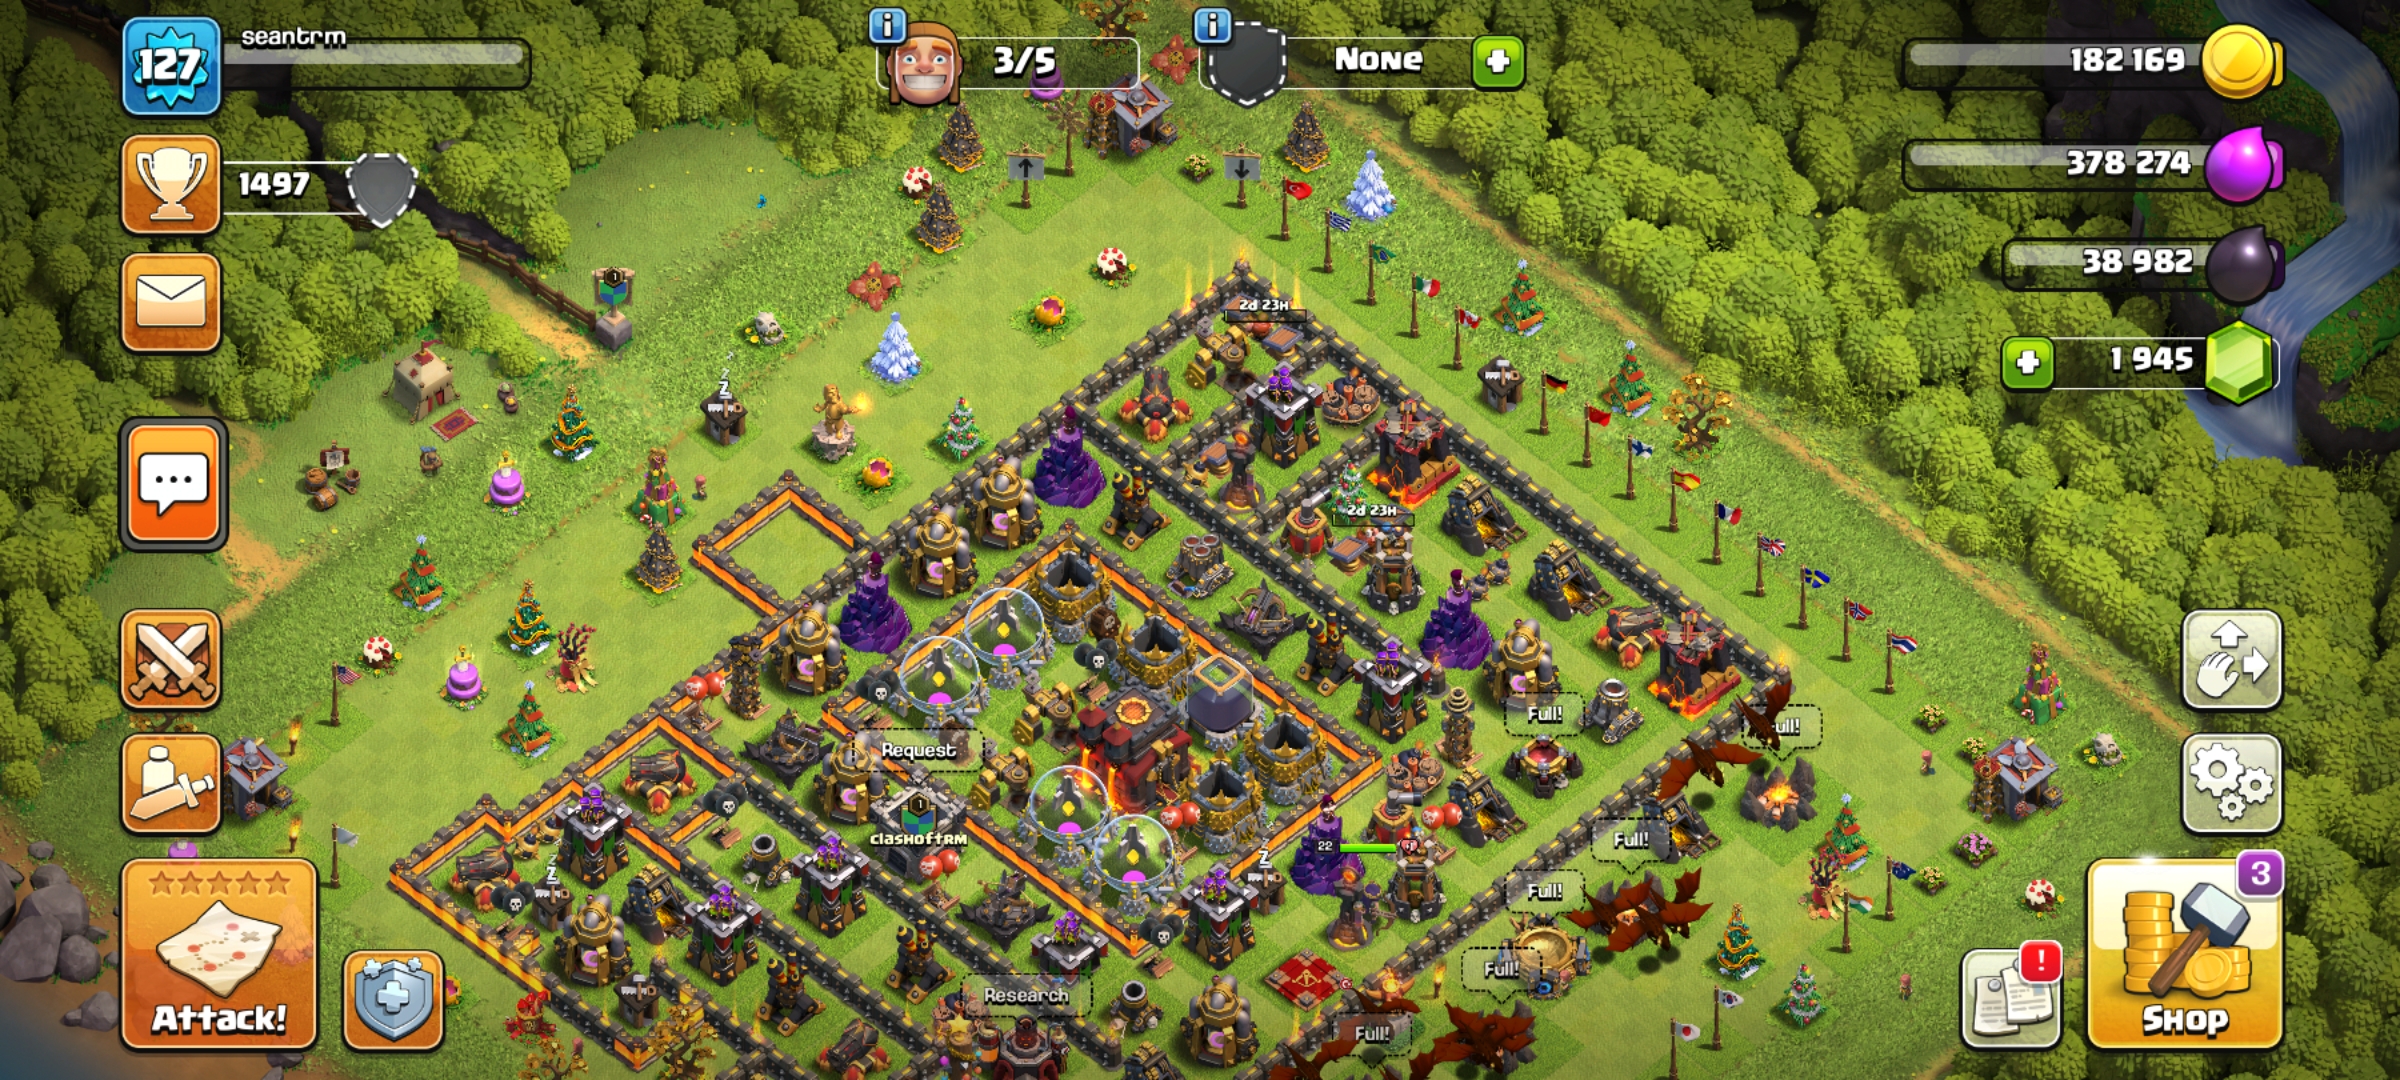 127
seantrm
3/5
None
182 169
1497
378 274
38 982
1 945
2d 23H
2d 23H
Request
clashoftRM
Full!
Full!
Full!
22
Full!
Full!
Research
Full!
Attack!
3
!
Shop